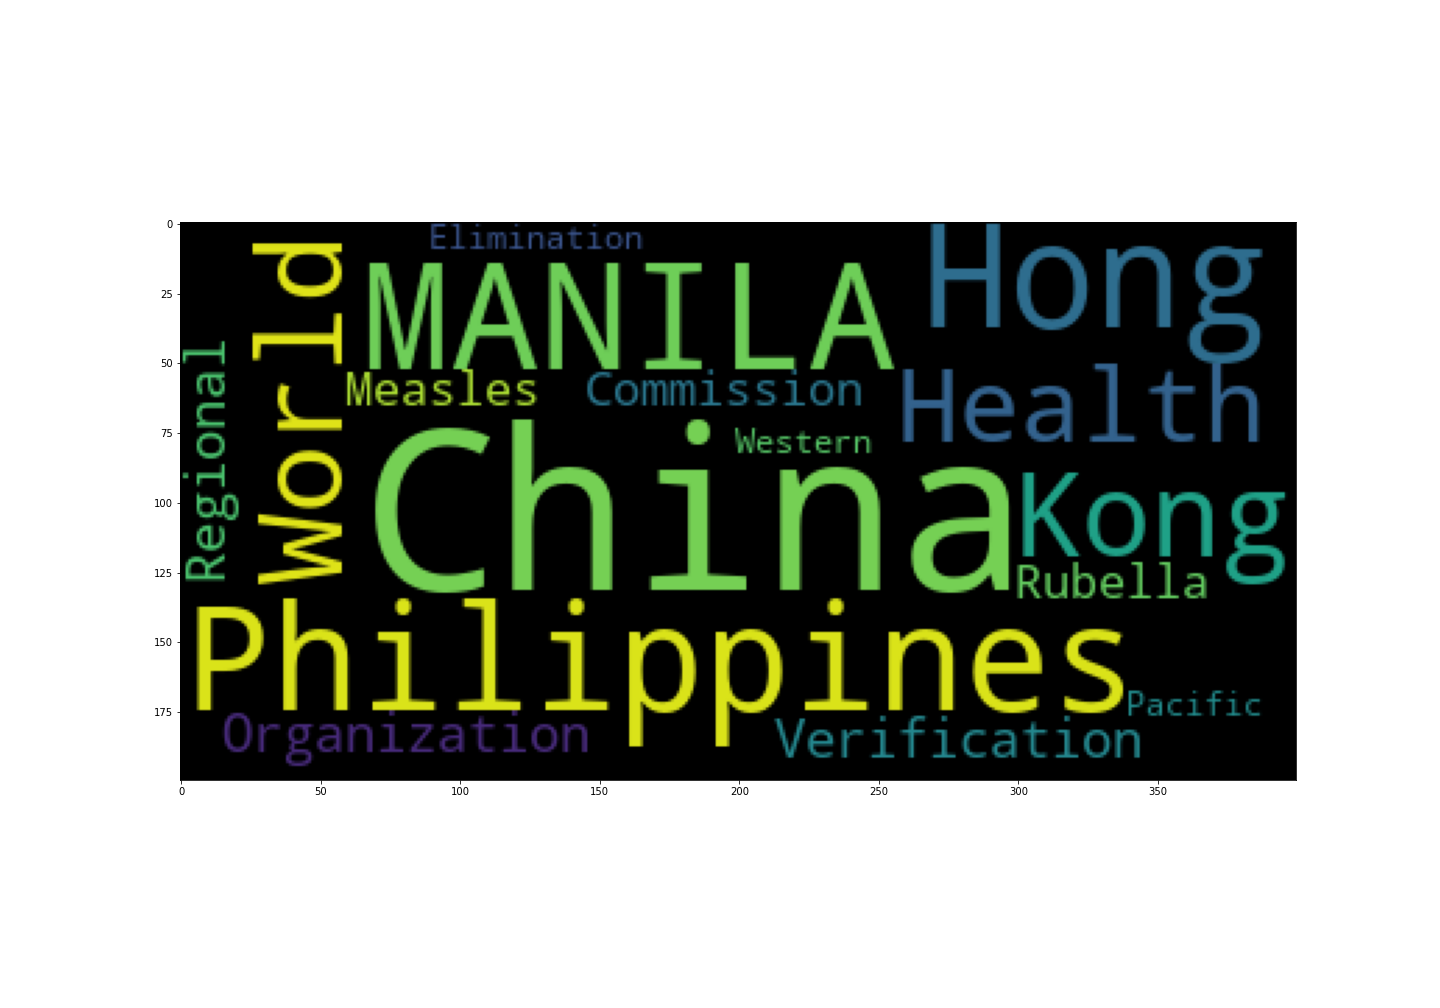 Elimination
MANILA
Hong
World
Regional
Measles
Commission
Health
China
Western
Kong
Rubella
Philippines
Pacific
Organization
Verification
0
25
50
75
100
125
150
175
0
50
100
150
200
250
300
350